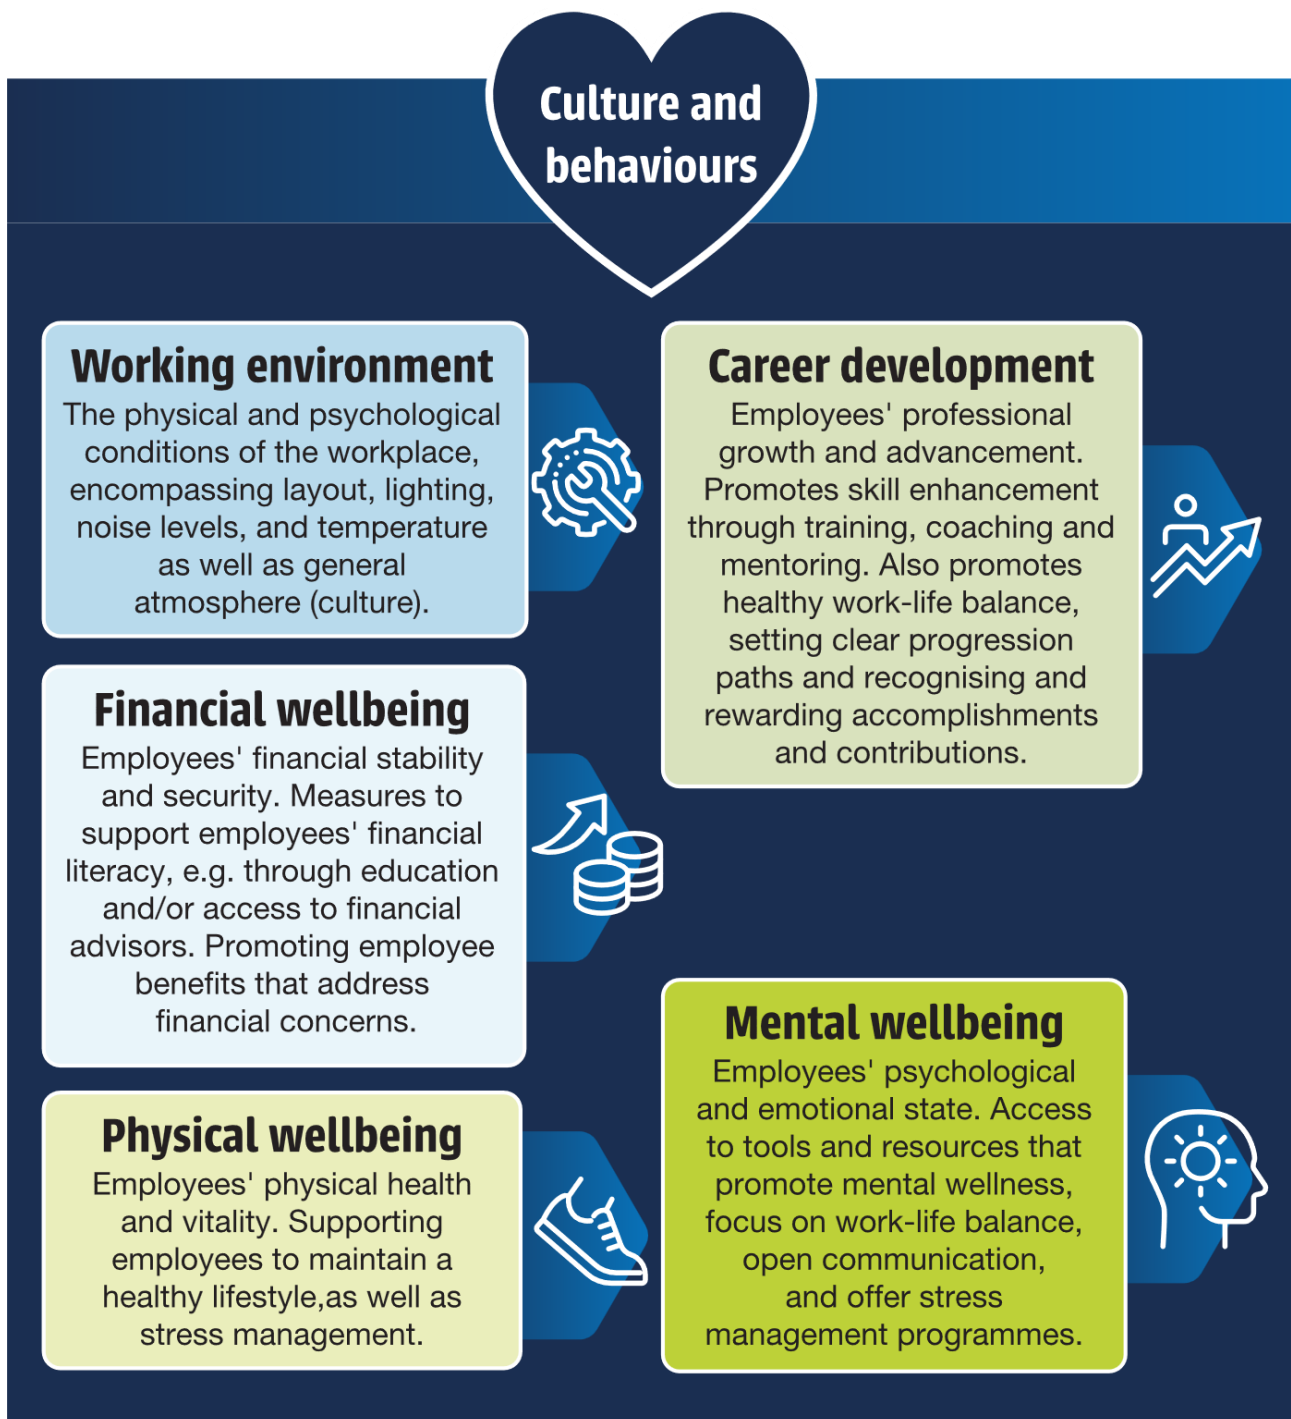 Culture and
behaviours
Working environment
The physical and psychological
conditions of the workplace,
encompassing layout, lighting,
noise levels, and temperature
as well as general
atmosphere (culture).
Financial wellbeing
Employees' financial stability
and security. Measures to
support employees' financial
literacy, e.g. through education
and/or access to financial
advisors. Promoting employee
benefits that address
financial concerns.
Physical wellbeing
Employees' physical health
and vitality. Supporting
employees to maintain a
healthy lifestyle,as well as
stress management.
Career development
Employees' professional
growth and advancement.
Promotes skill enhancement
through training, coaching and
mentoring. Also promotes
healthy work-life balance,
setting clear progression
paths and recognising and
rewarding accomplishments
and contributions.
Mental wellbeing
Employees' psychological
and emotional state. Access
to tools and resources that
promote mental wellness,
focus on work-life balance,
open communication,
and offer stress
management programmes.